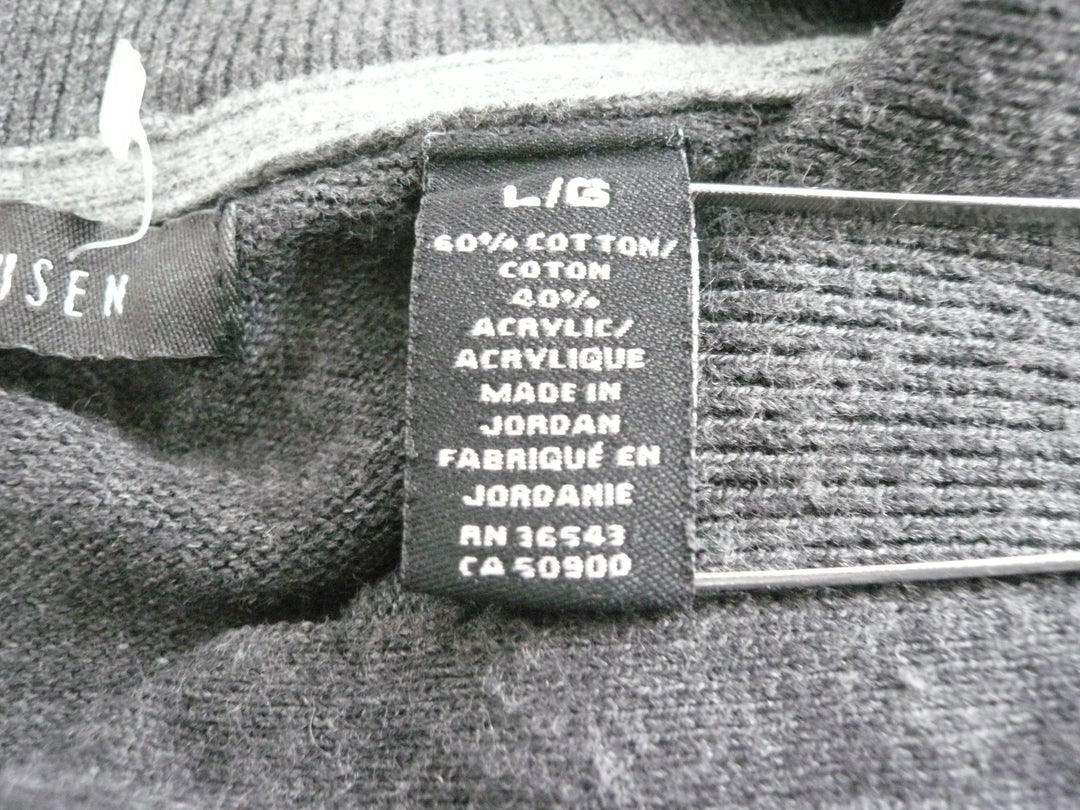 USEN
L/G
60% COTTON/
COTON
40%
ACRYLIC/
ACRYLIQUE
MADE IN
JORDAN
FABRIQUÉ EN
JORDANIE
RN 36543
CA 50900